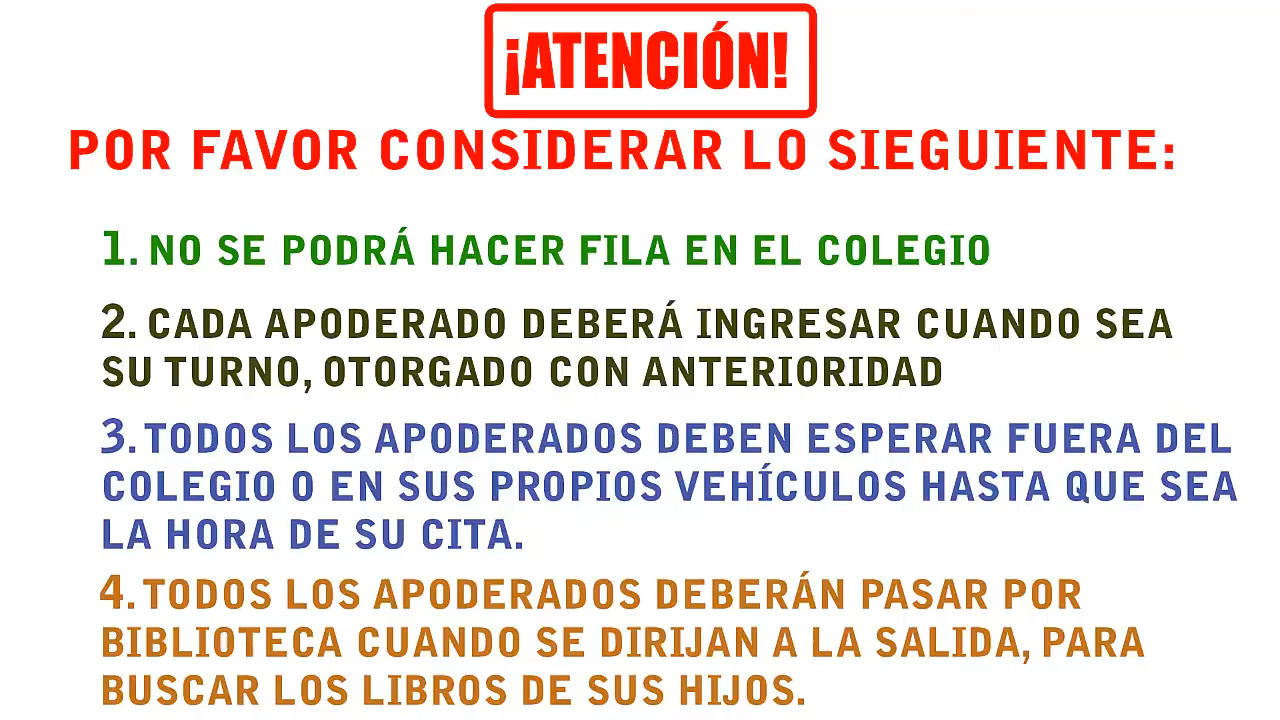 ¡ATENCIÓN!
POR FAVOR CONSIDERAR LO SIEGUIENTE:
1. NO SE PODRÁ HACER FILA EN EL COLEGIO
2. CADA APODERADO DEBERÁ INGRESAR CUANDO SEA
SU TURNO, OTORGADO CON ANTERIORIDAD
3. TODOS LOS APODERADOS DEBEN ESPERAR FUERA DEL
COLEGIO O EN SUS PROPIOS VEHÍCULOS HASTA QUE SEA
LA HORA DE SU CITA.
4. TODOS LOS APODERADOS DEBERÁN PASAR POR
BIBLIOTECA CUANDO SE DIRIJAN A LA SALIDA, PARA
BUSCAR LOS LIBROS DE SUS HIJOS.